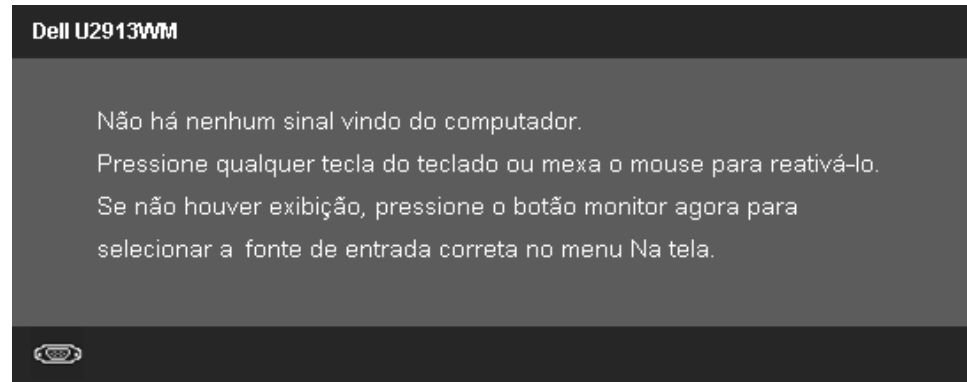 Dell U2913WM
Não há nenhum sinal vindo do computador.
Pressione qualquer tecla do teclado ou mexa o mouse para reativá-lo.
Se não houver exibição, pressione o botão monitor agora para
selecionar a fonte de entrada correta no menu Na tela.